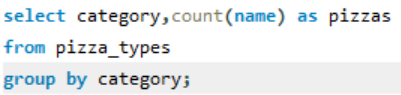 select category,count(name) as pizzas
from pizza_types
group by category;